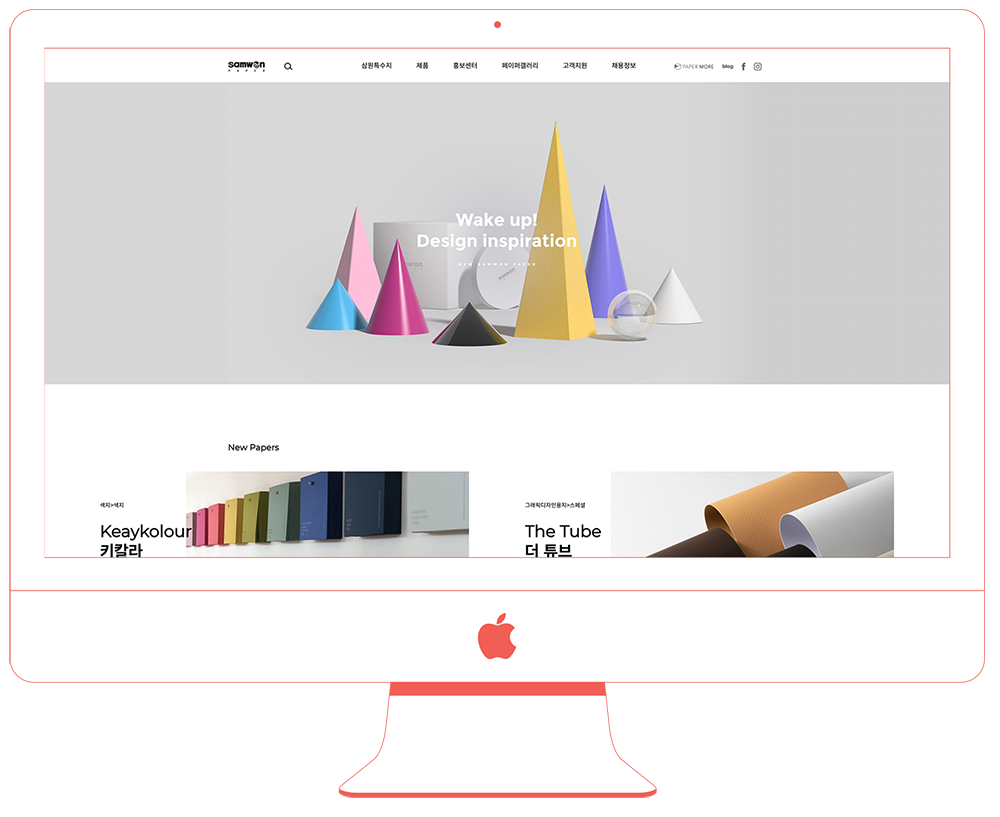 samwon
PAPER
삼원특수지
제품
홍보센터
페이퍼갤러리
고객지원
채용정보
PAPER MORE
blog
Wake up!
Design inspiration
NEW SAMWON PAPER
New Papers
색지>색지
Keaykolour
키칼라
그래픽디자인용지>스페셜
The Tube
더 튜브